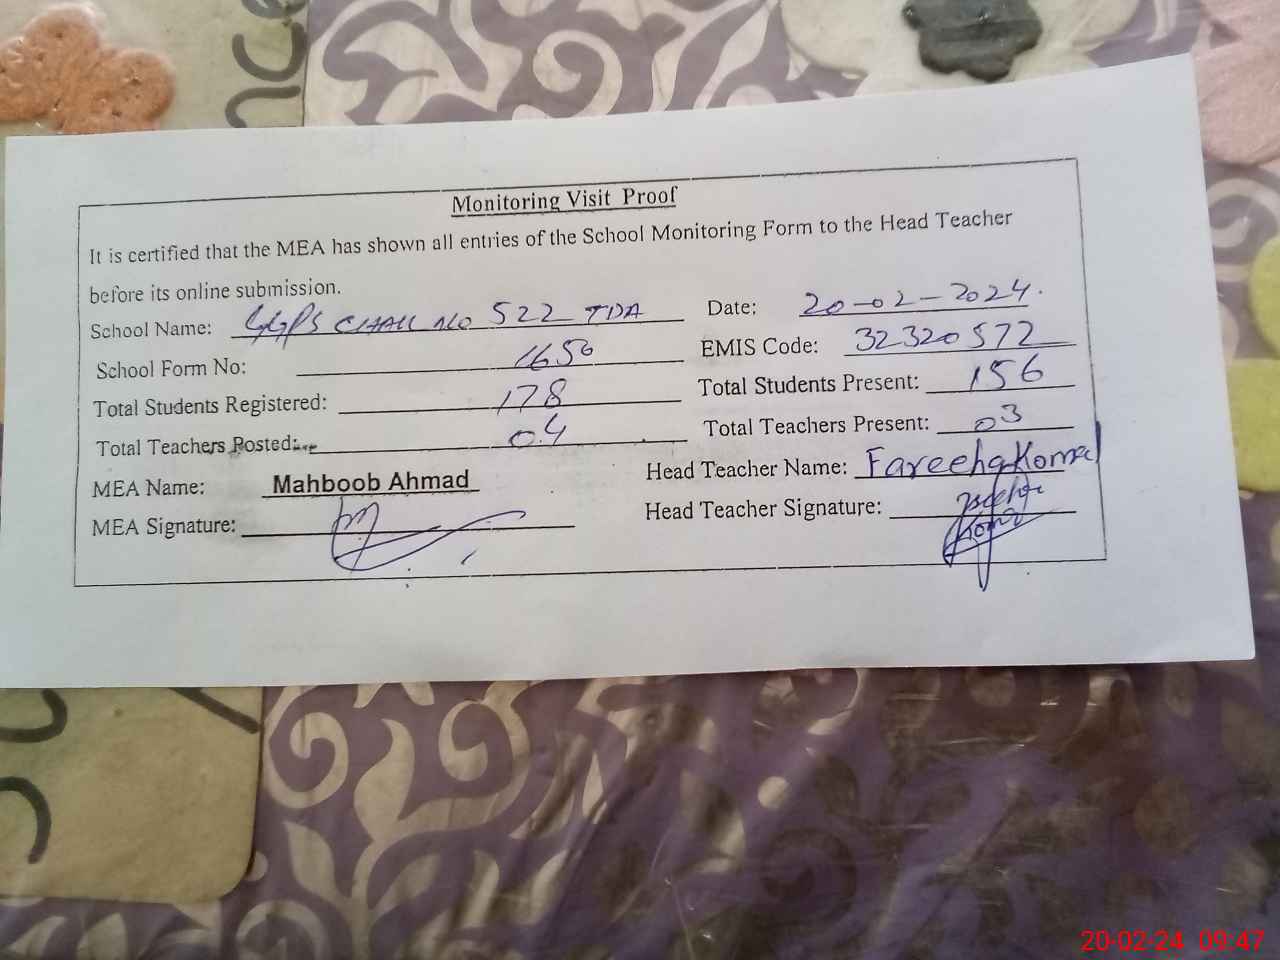 Monitoring Visit Proof
It is certified that the MEA has shown all entries of the School Monitoring Form to the Head Teacher
before its online submission.
School Name: GGPS CHAK NO 522 TDA Date: 20-02-2024.
School Form No: 1650 EMIS Code: 32320572
Total Students Registered: 178 Total Students Present: 156
Total Teachers Posted: 04 Total Teachers Present: 03
MEA Name: Mahboob Ahmad Head Teacher Name: Fareeha Komal
MEA Signature: Head Teacher Signature:
20-02-24 09:47